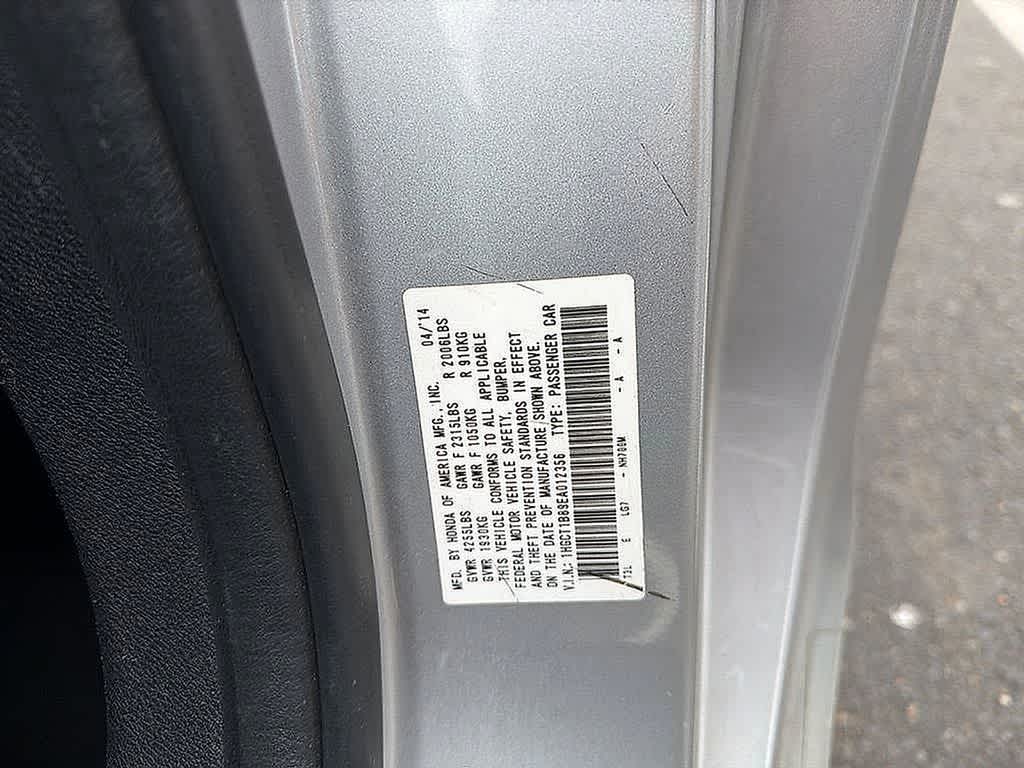 MFD. BY HONDA OF AMERICA MFG.,INC. 04/14
GVWR 4255LBS GAWR F 2315LBS R 2006LBS
GVWR 1930KG GAWR F 1050KG R 910KG
THIS VEHICLE CONFORMS TO ALL APPLICABLE
FEDERAL MOTOR VEHICLE SAFETY, BUMPER,
AND THEFT PREVENTION STANDARDS IN EFFECT
ON THE DATE OF MANUFACTURE SHOWN ABOVE.
V.I.N.: 1HGCT1B89EA012356 TYPE: PASSENGER CAR
E LG7 - NH700M - A - A